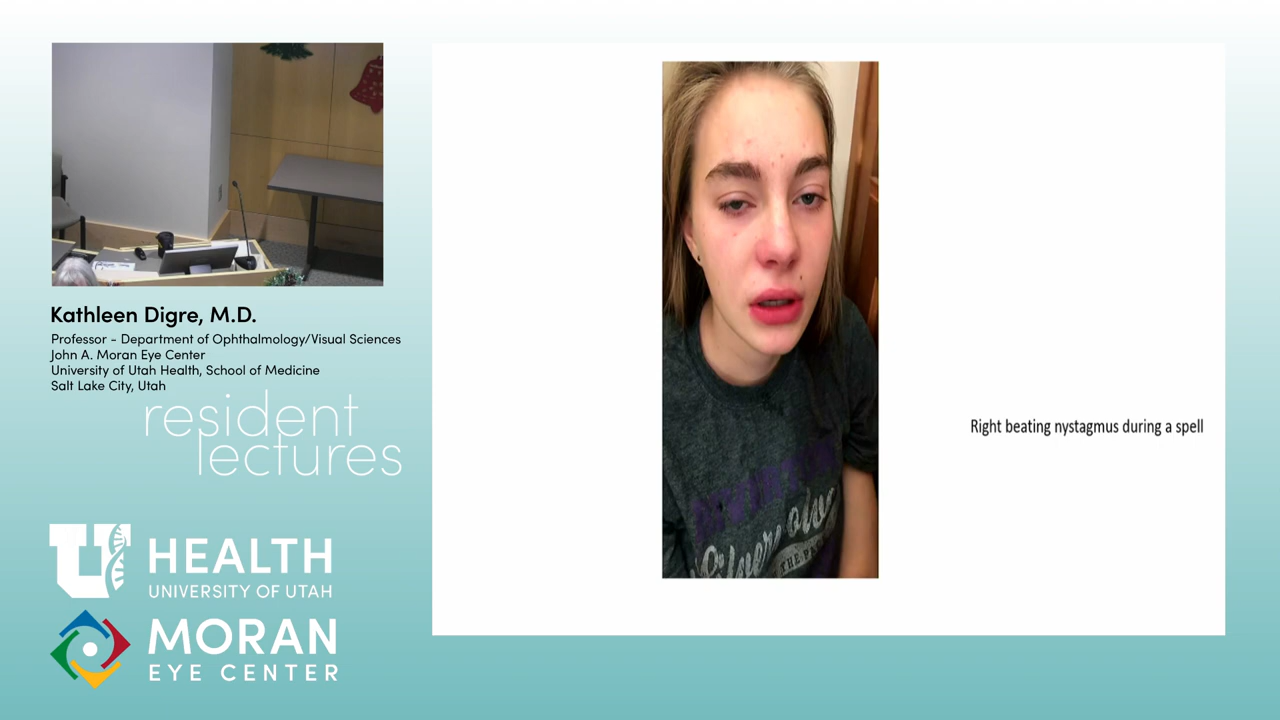 Kathleen Digre, M.D.
Professor - Department of Ophthalmology/Visual Sciences
John A. Moran Eye Center
University of Utah Health, School of Medicine
Salt Lake City, Utah
resident
lectures
U HEALTH
UNIVERSITY OF UTAH
MORAN
EYE CENTER
THE
Right beating nystagmus during a spell